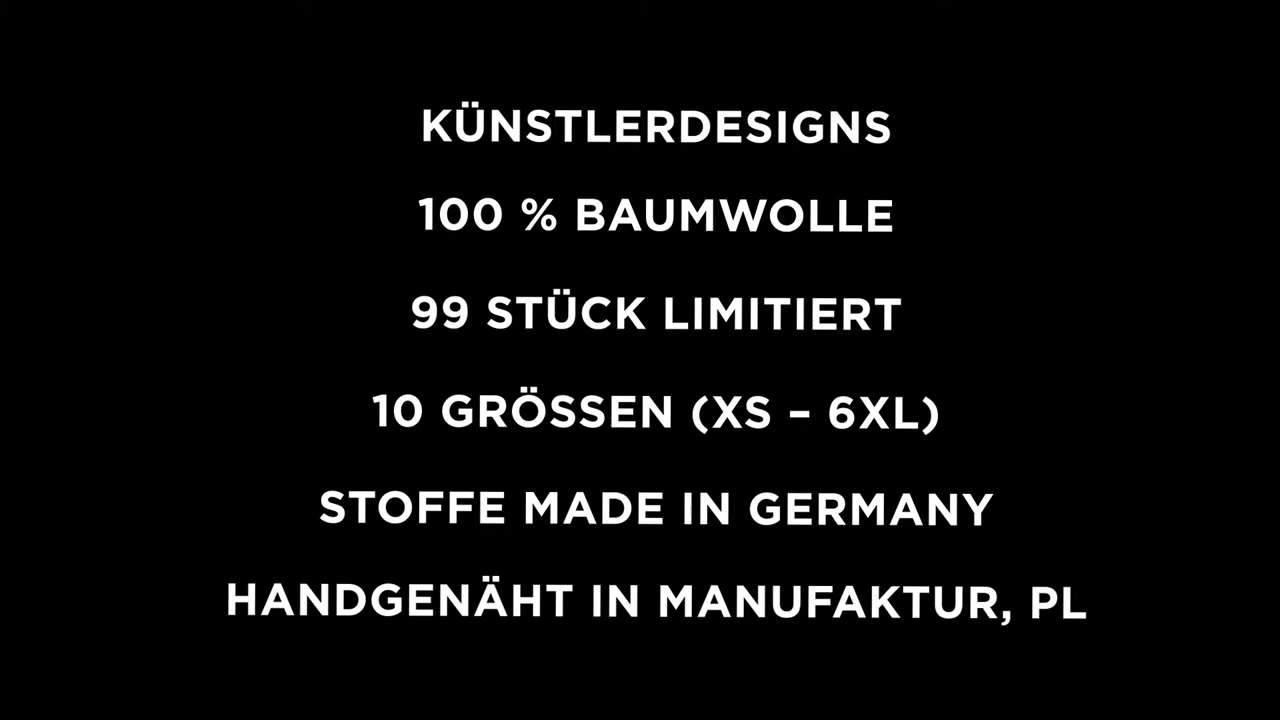 KÜNSTLERDESIGNS
100 % BAUMWOLLE
99 STÜCK LIMITIERT
10 GRÖSSEN (XS – 6XL)
STOFFE MADE IN GERMANY
HANDGENÄHT IN MANUFAKTUR, PL